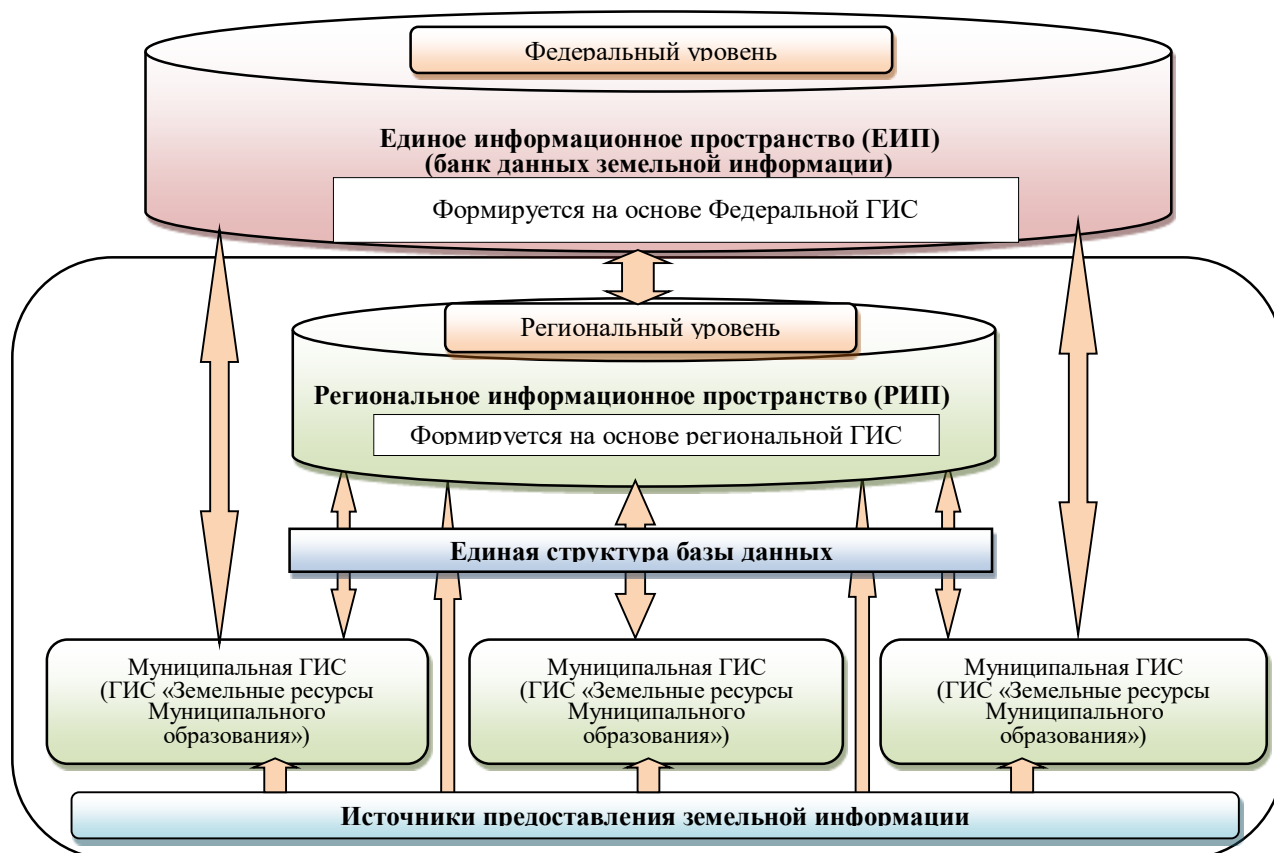 Федеральный уровень
Единое информационное пространство (ЕИП)
(банк данных земельной информации)
Формируется на основе Федеральной ГИС
Региональный уровень
Региональное информационное пространство (РИП)
Формируется на основе региональной ГИС
Единая структура базы данных
Муниципальная ГИС
(ГИС «Земельные ресурсы
Муниципального
образования»)
Муниципальная ГИС
(ГИС «Земельные ресурсы
Муниципального
образования»)
Муниципальная ГИС
(ГИС «Земельные ресурсы
Муниципального
образования»)
Источники предоставления земельной информации